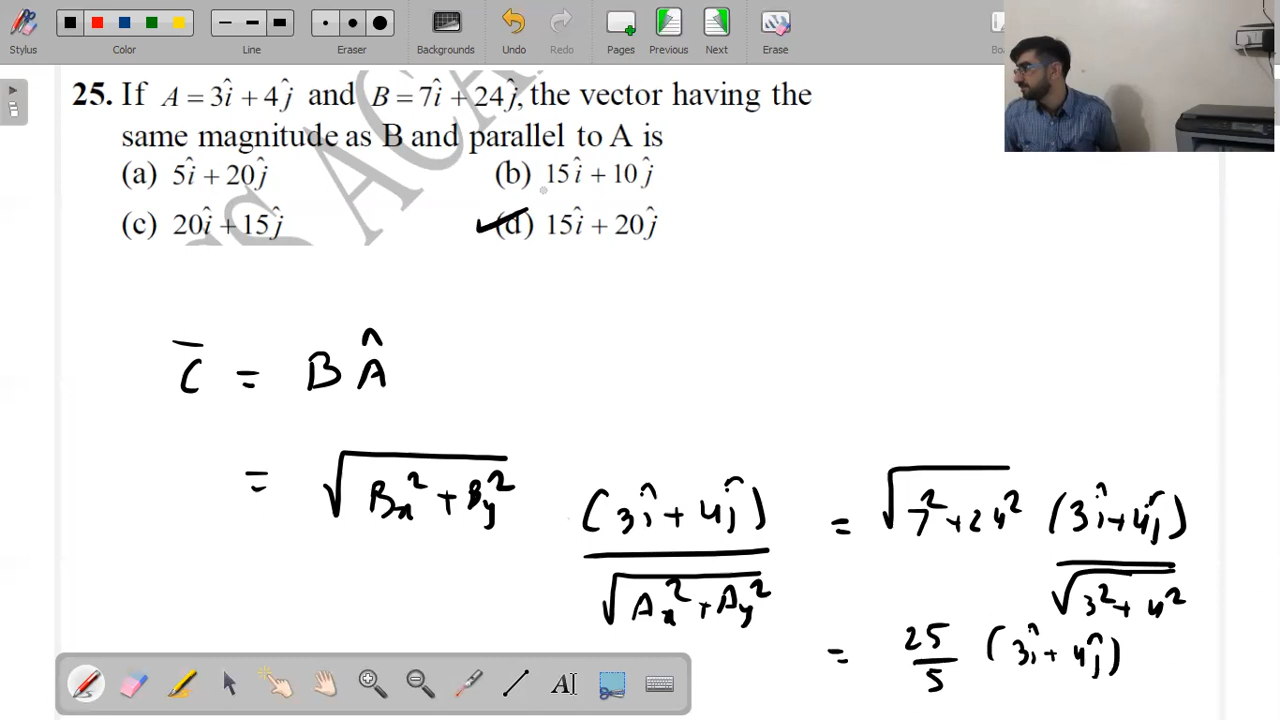 Stylus Color Line Eraser Backgrounds Undo Redo Pages Previous Next Erase
25. If A = 3î + 4ĵ and B = 7î + 24ĵ, the vector having the
same magnitude as B and parallel to A is
(a) 5î + 20ĵ (b) 15î + 10ĵ
(c) 20î + 15ĵ (d) 15î + 20ĵ
C̄ = B Â
= √(Bx² + By²) (3î + 4ĵ) / √(Ax² + Ay²) = √(7² + 24²) (3î + 4ĵ) / √(3² + 4²)
= 25/5 (3î + 4ĵ)